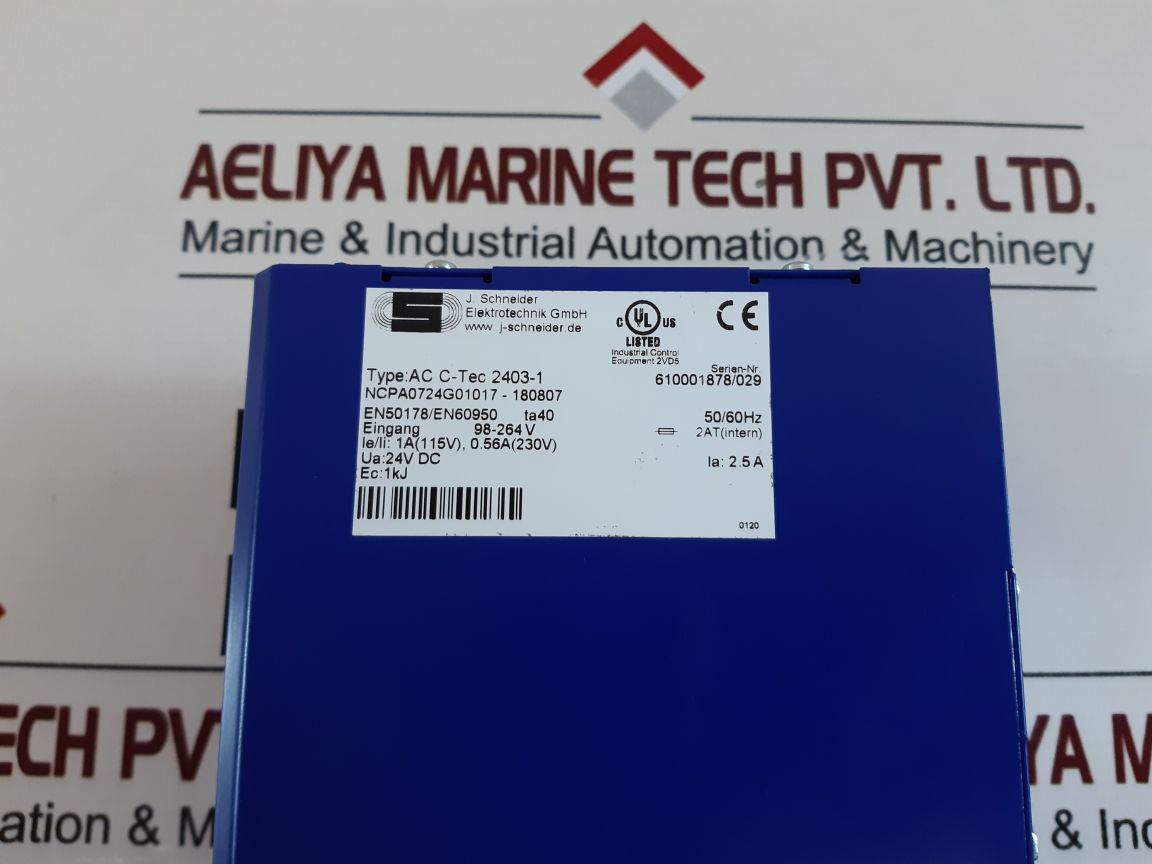 AELIYA MARINE TECH PVT. LTD.
Marine & Industrial Automation & Machinery
S
J. Schneider
Elektrotechnik GmbH
www. j-schneider.de
C UL US
LISTED
Industrial Control
Equipment 2VD5
CE
Type:AC C-Tec 2403-1
Serien-Nr.
NCPA0724G01017 - 180807
610001878/029
EN50178/EN60950 ta40
50/60Hz
Eingang 98-264V
2AT(intern)
Ie/Ii: 1A(115V), 0.56A(230V)
Ua:24V DC
Ia: 2.5A
Ec:1kJ
0120
ECH PV
YA M
ation & M
& Ind